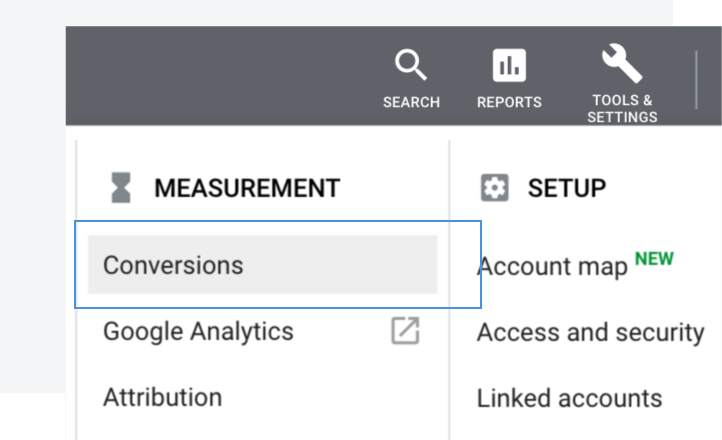 SEARCH
REPORTS
TOOLS &
SETTINGS
MEASUREMENT
Conversions
Google Analytics
Attribution
SETUP
Account map NEW
Access and security
Linked accounts